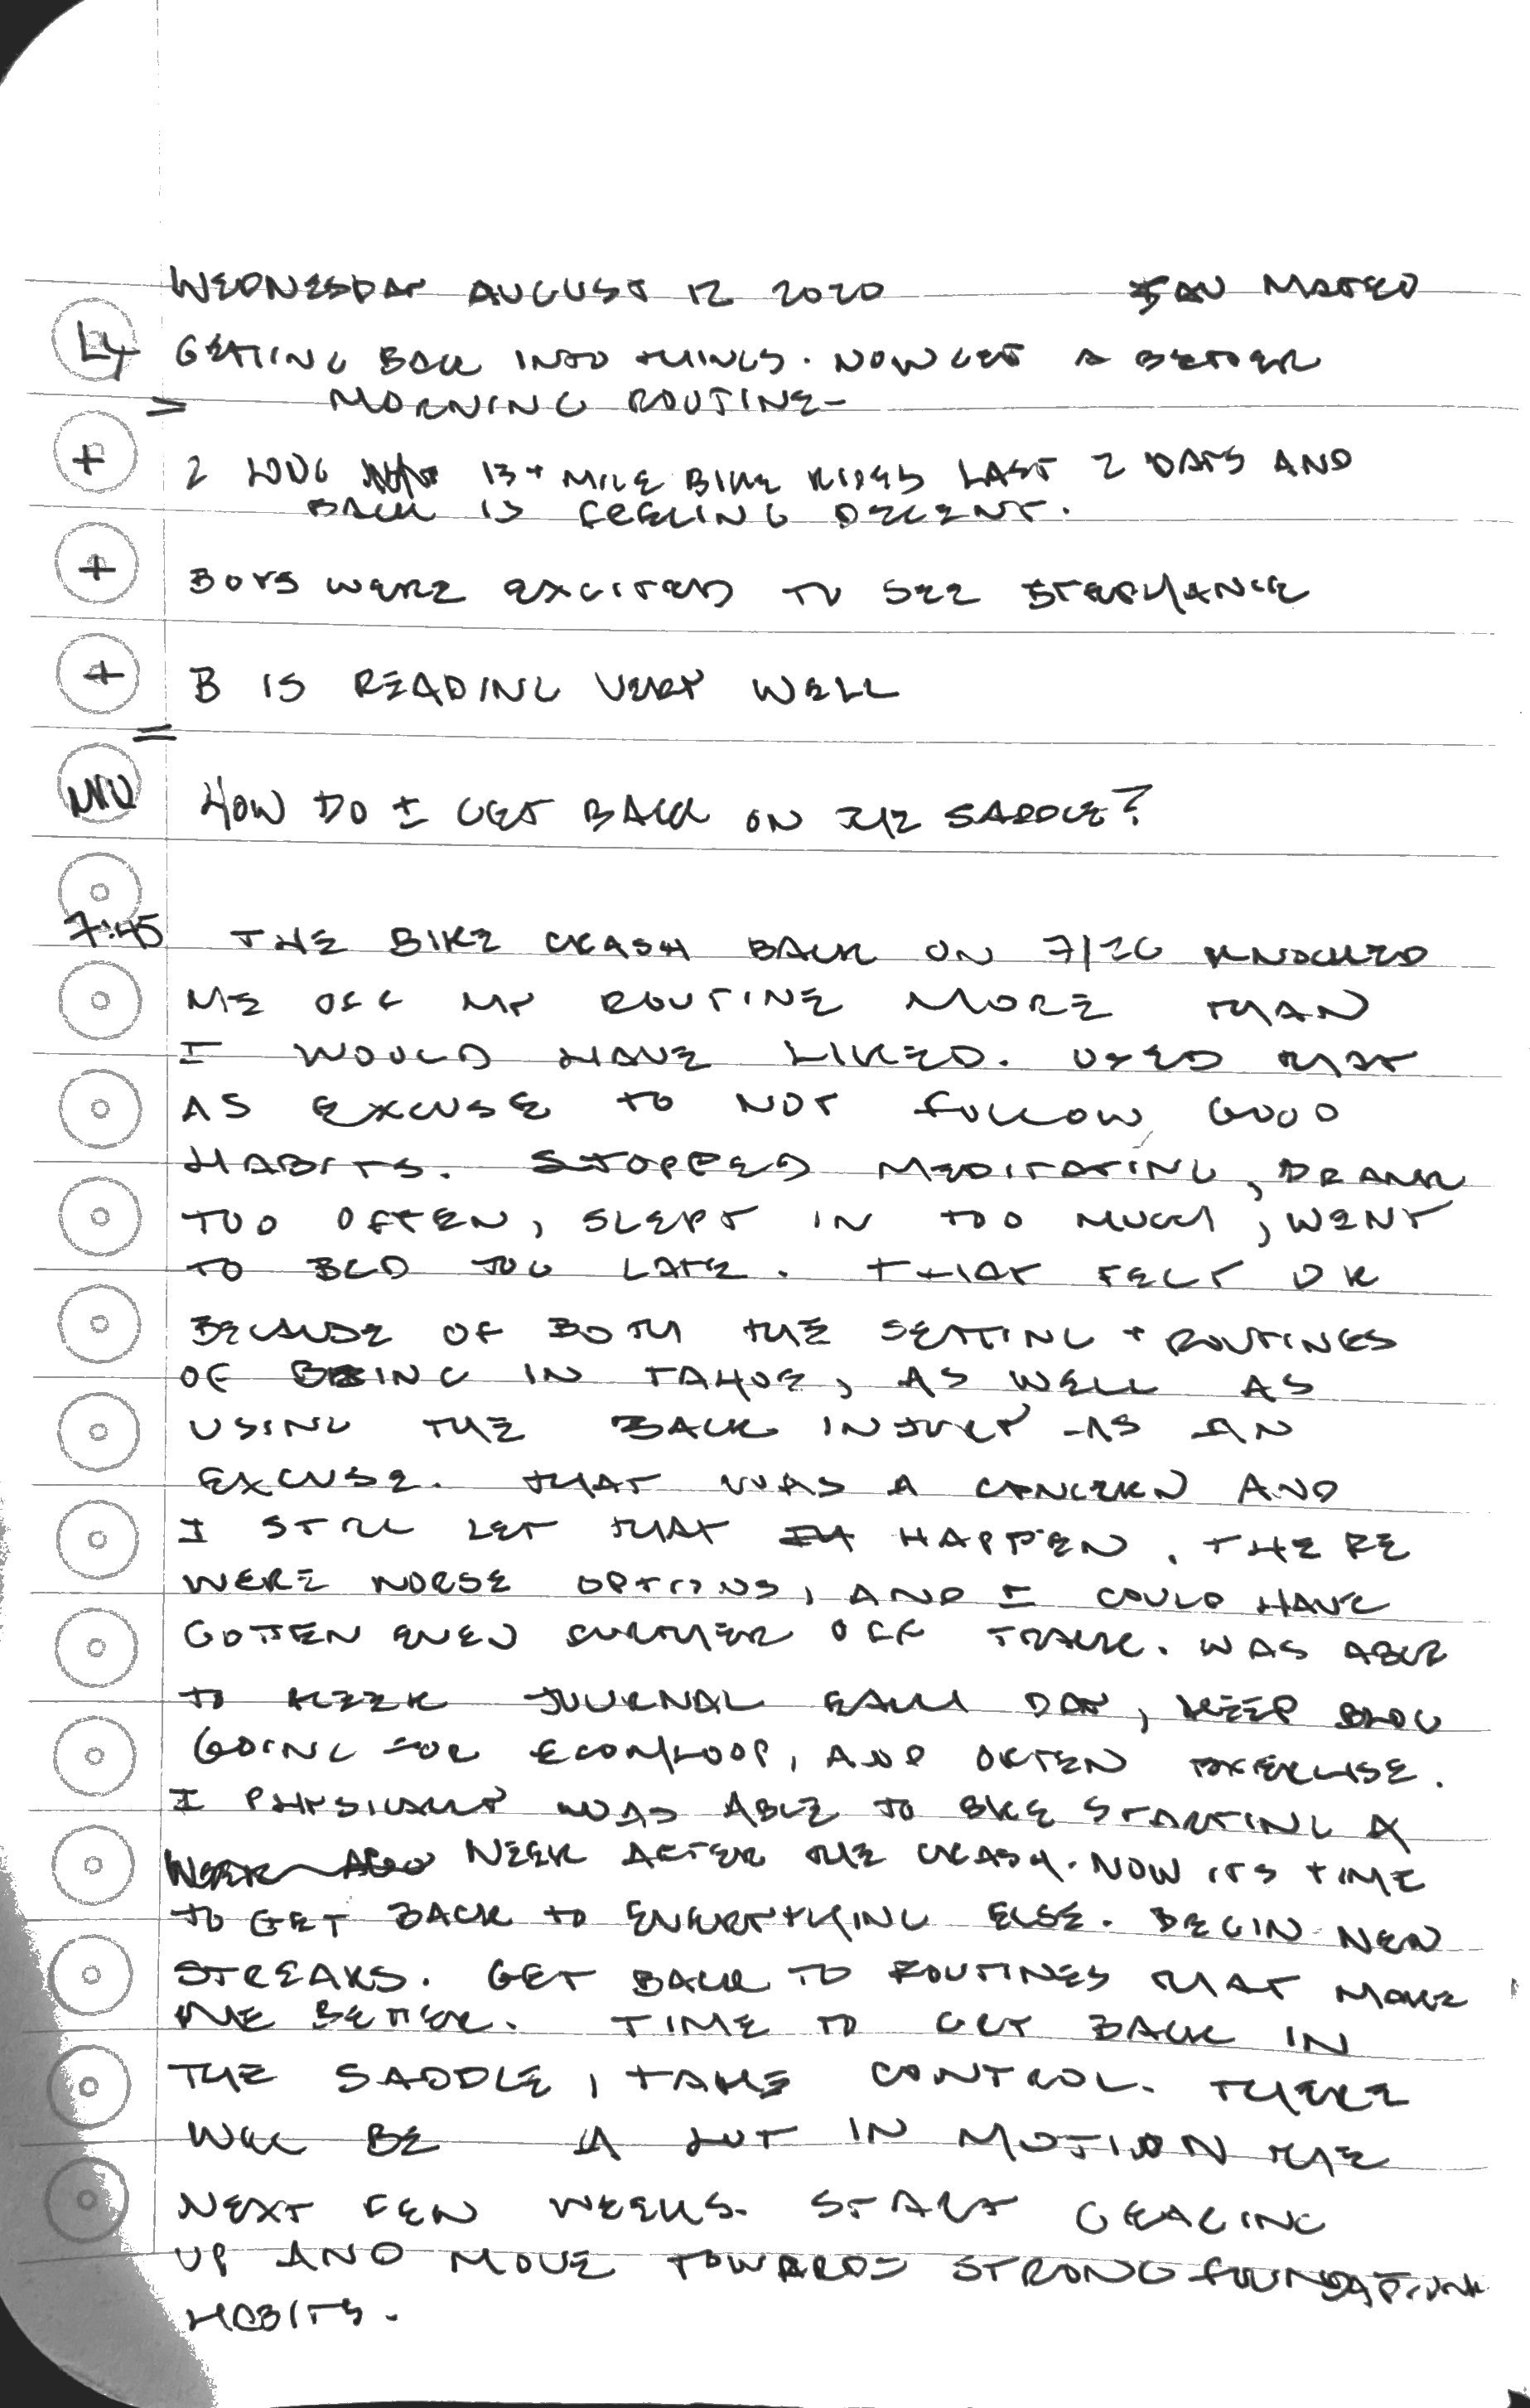 WEDNESDAY AUGUST 12 2020 SAN MATEO
L4 GETTING BACK INTO THINGS. NOW GET A BETTER
> MORNING ROUTINE-
+ 2 LONG 13+ MILE BIKE RIDES LAST 2 DAYS AND
BACK IS FEELING DECENT.
+ BOYS WERE EXCITED TO SEE STEPHANIE
+ B IS READING VERY WELL
=
HOW DO I GET BACK ON THE SADDLE?
7:45 THE BIKE CRASH BACK ON 7/26 KNOCKED
ME OFF MY ROUTINE MORE THAN
I WOULD HAVE LIKED. USED THAT
AS EXCUSE TO NOT FOLLOW GOOD
HABITS. STOPPED MEDITATING, DRANK
TOO OFTEN, SLEPT IN TOO MUCH, WENT
TO BED TOO LATE. THAT FELT OK
BECAUSE OF BOTH THE SETTING + ROUTINES
OF BEING IN TAHOE, AS WELL AS
USING THE BACK INJURY AS AN
EXCUSE. THAT WAS A CONCERN AND
I STILL LET THAT HAPPEN. THERE
WERE WORSE OPTIONS, AND I COULD HAVE
GOTTEN EVEN FURTHER OFF TRACK. WAS ABLE
TO KEEP JOURNAL EACH DAY, KEEP BLOG
GOING FOR ECONLOOP, AND OFTEN EXERCISE.
I PHYSICALLY WAS ABLE TO BIKE STARTING A
WEEK AFTER THE CRASH. NOW ITS TIME
TO GET BACK TO EVERYTHING ELSE. BEGIN NEW
STREAKS. GET BACK TO ROUTINES THAT MAKE
ME BETTER. TIME TO GET BACK IN
THE SADDLE, TAKE CONTROL. THERE
WILL BE A LOT IN MOTION THE
NEXT FEW WEEKS. START GEARING
UP AND MOVE TOWARDS STRONG FOUNDATION
HABITS.